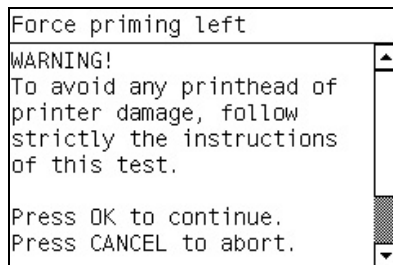 Force priming left
WARNING!
To avoid any printhead of
printer damage, follow
strictly the instructions
of this test.
Press OK to continue.
Press CANCEL to abort.